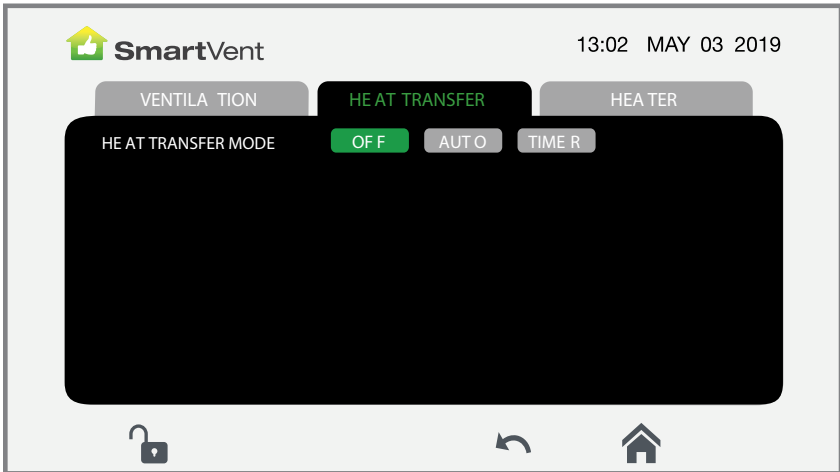 SmartVent
13:02 MAY 03 2019
VENTILA TION
HE AT TRANSFER
HEA TER
HE AT TRANSFER MODE
OF F
AUT O
TIME R